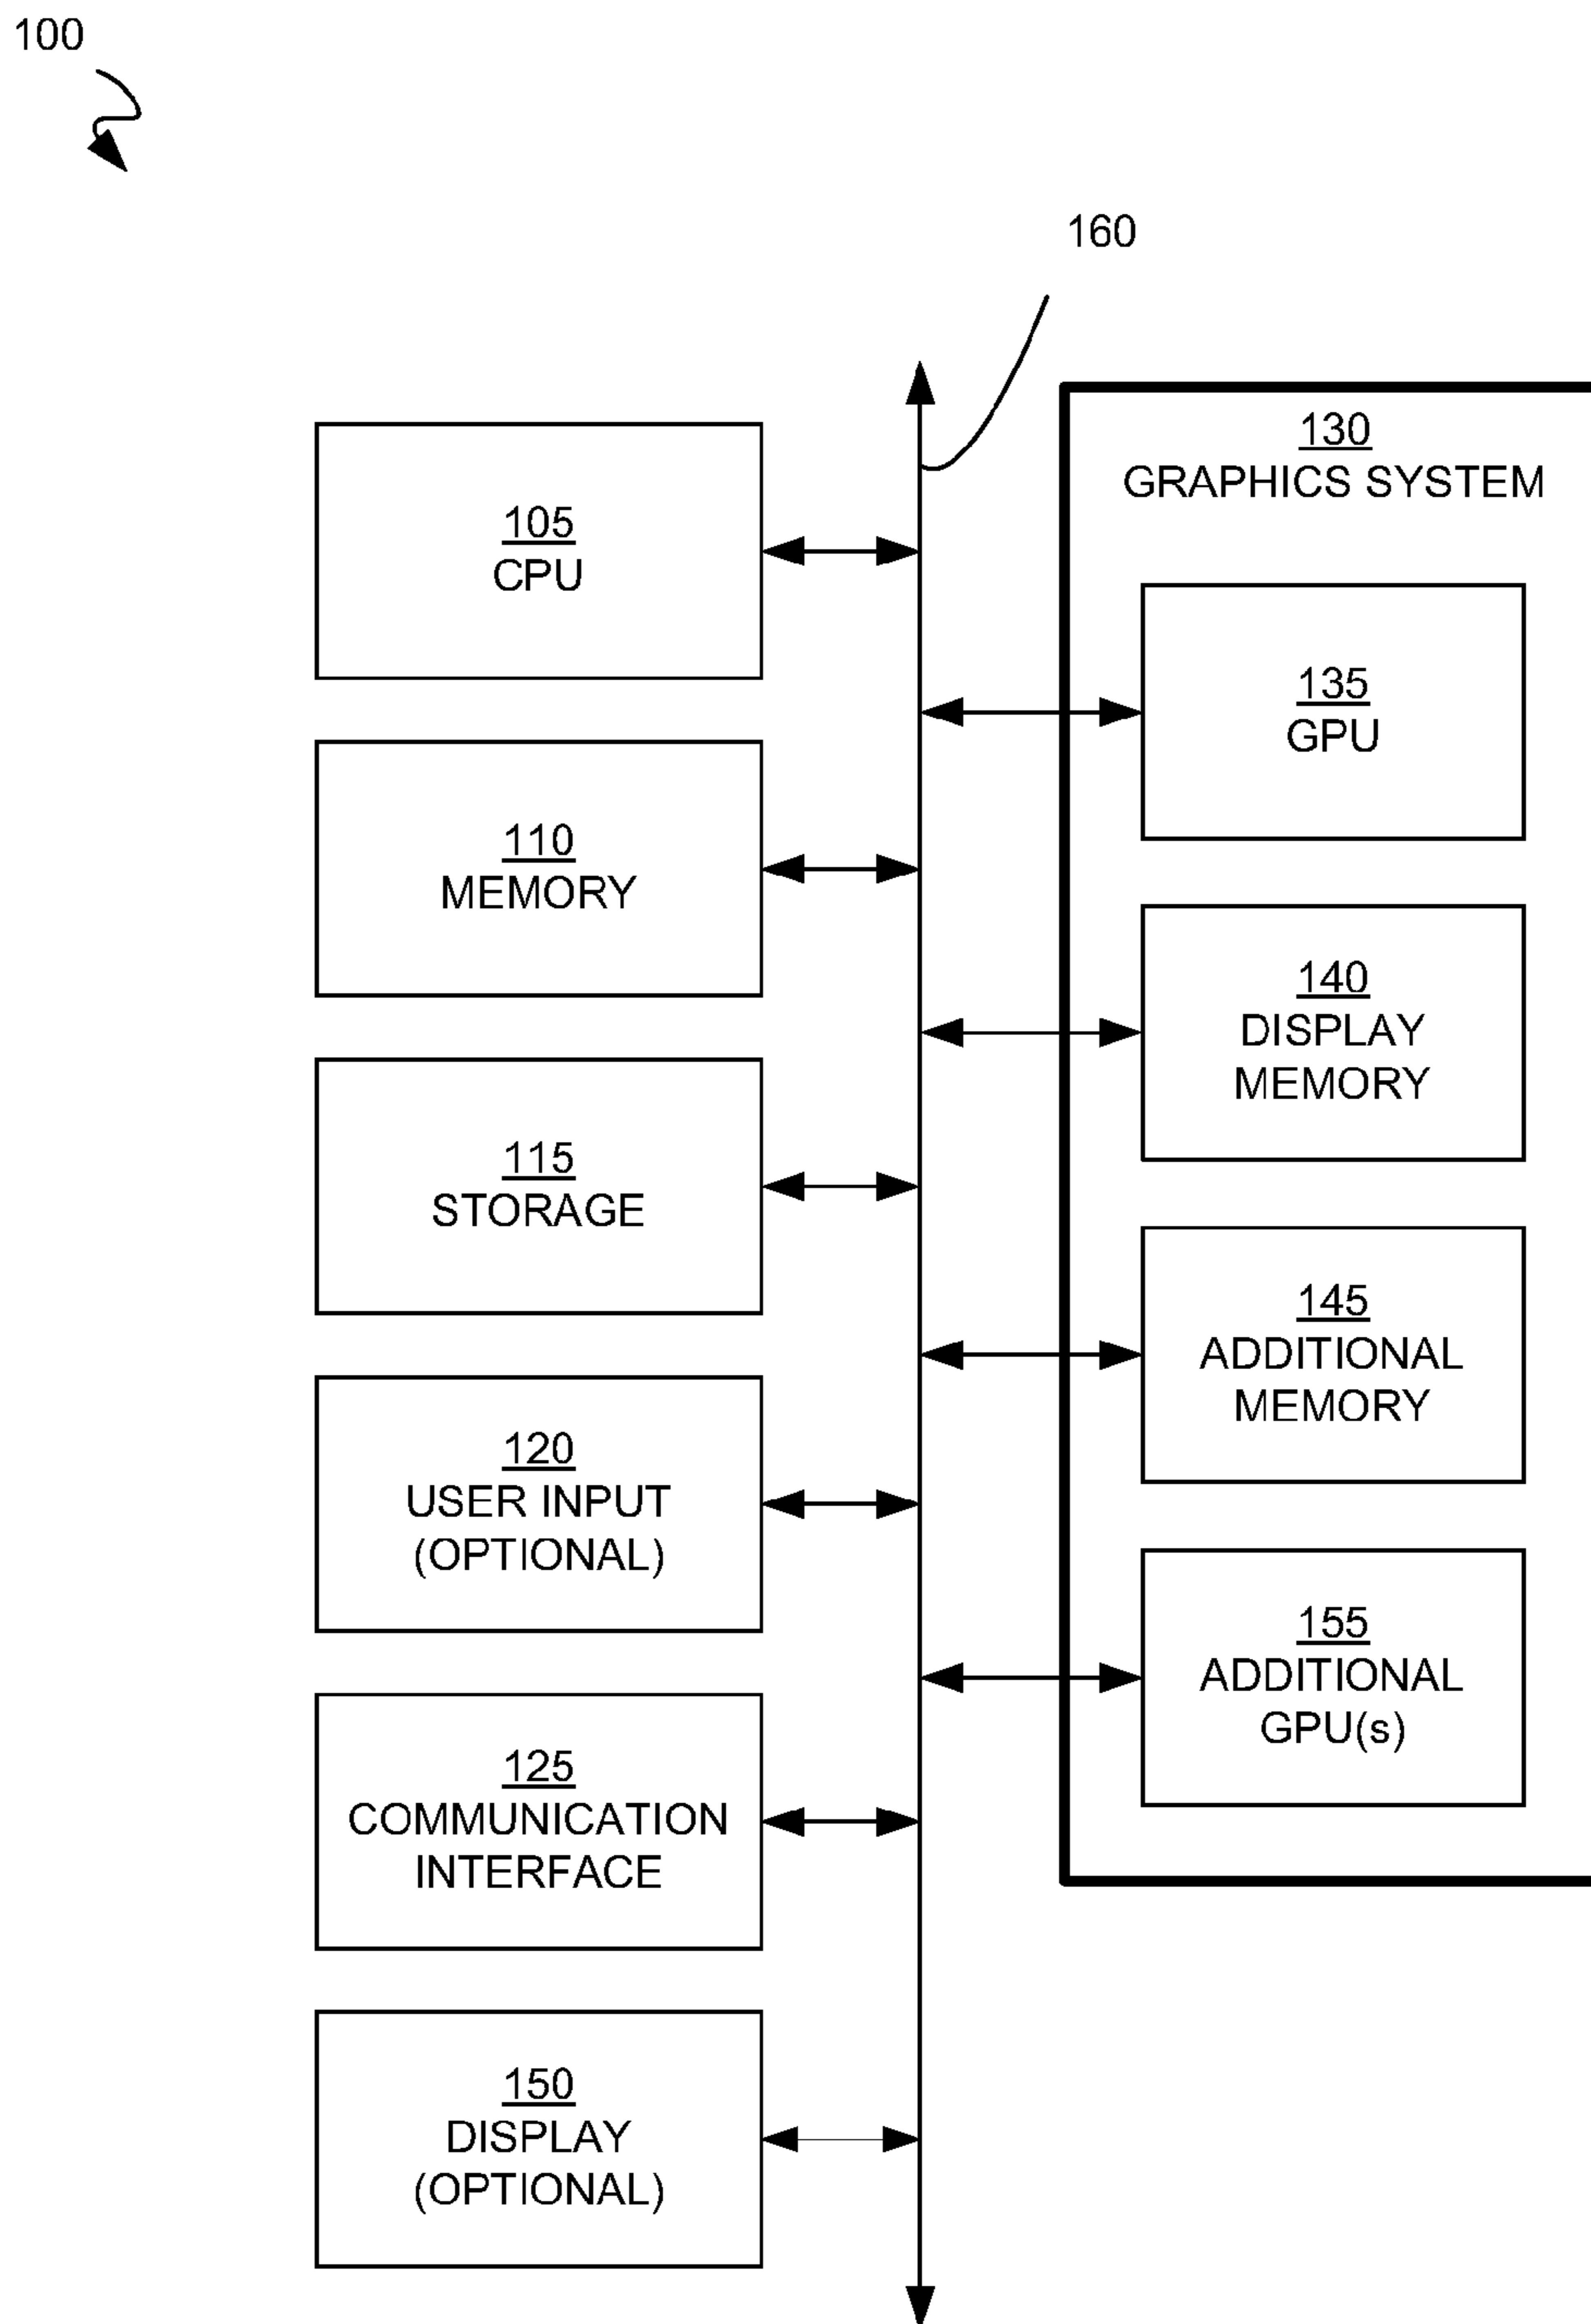 100
160
105
CPU
110
MEMORY
115
STORAGE
120
USER INPUT
(OPTIONAL)
125
COMMUNICATION
INTERFACE
150
DISPLAY
(OPTIONAL)
130
GRAPHICS SYSTEM
135
GPU
140
DISPLAY
MEMORY
145
ADDITIONAL
MEMORY
155
ADDITIONAL
GPU(s)